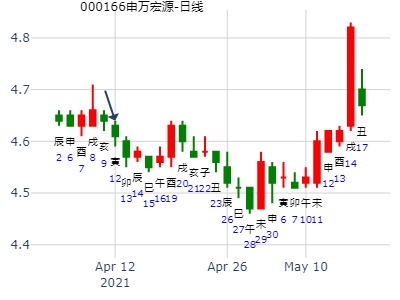 000166申万宏源-日线
4.8
4.7
4.6
4.5
4.4
辰 2
申 6
酉 7
戌 8
亥 9
寅 12
卯 13
辰 14
巳 15
午 16
酉 19
戌 20
亥 21
子 22
丑 23
辰 26
巳 27
午 28
未 29
申 30
寅 6
卯 7
午 10
未 11
申 12
酉 13
戌 14
丑 17
Apr 12
2021
Apr 26
May 10